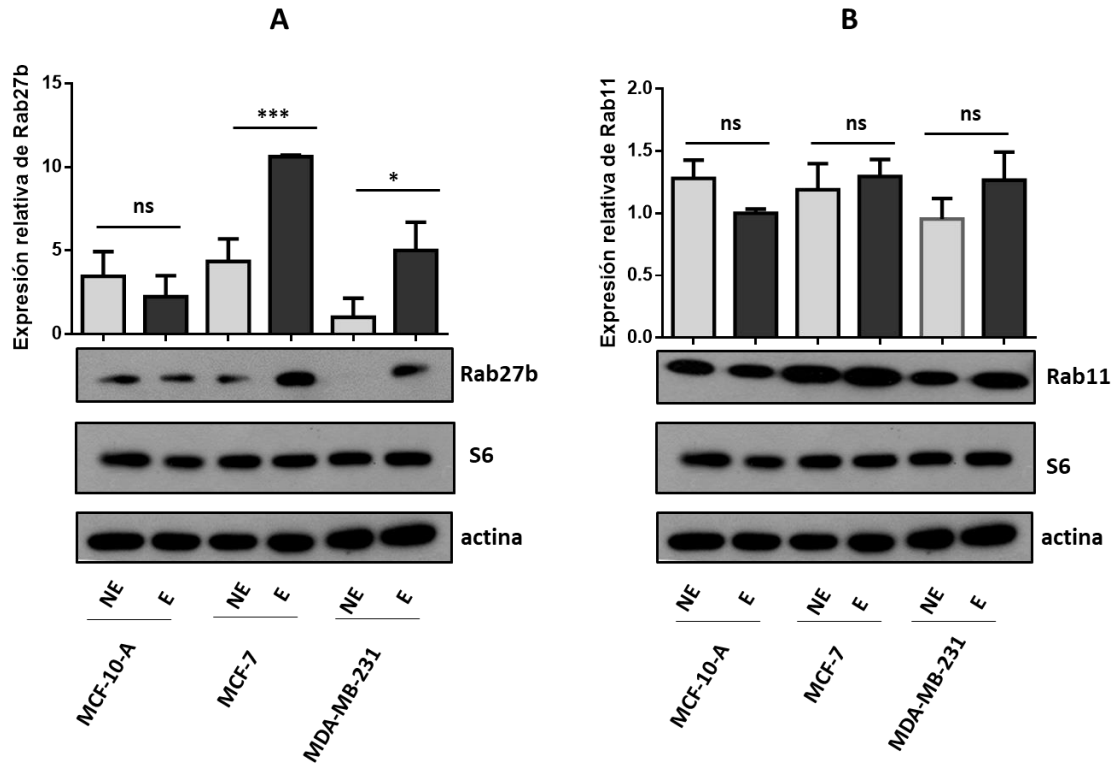 A
Expresión relativa de Rab27b
15
10
5
0
ns
***
*
Rab27b
S6
actina
NE
E
NE
E
NE
E
MCF-10-A
MCF-7
MDA-MB-231
B
Expresión relativa de Rab11
2.0
1.5
1.0
0.5
0.0
ns
ns
ns
Rab11
S6
actina
NE
E
NE
E
NE
E
MCF-10-A
MCF-7
MDA-MB-231